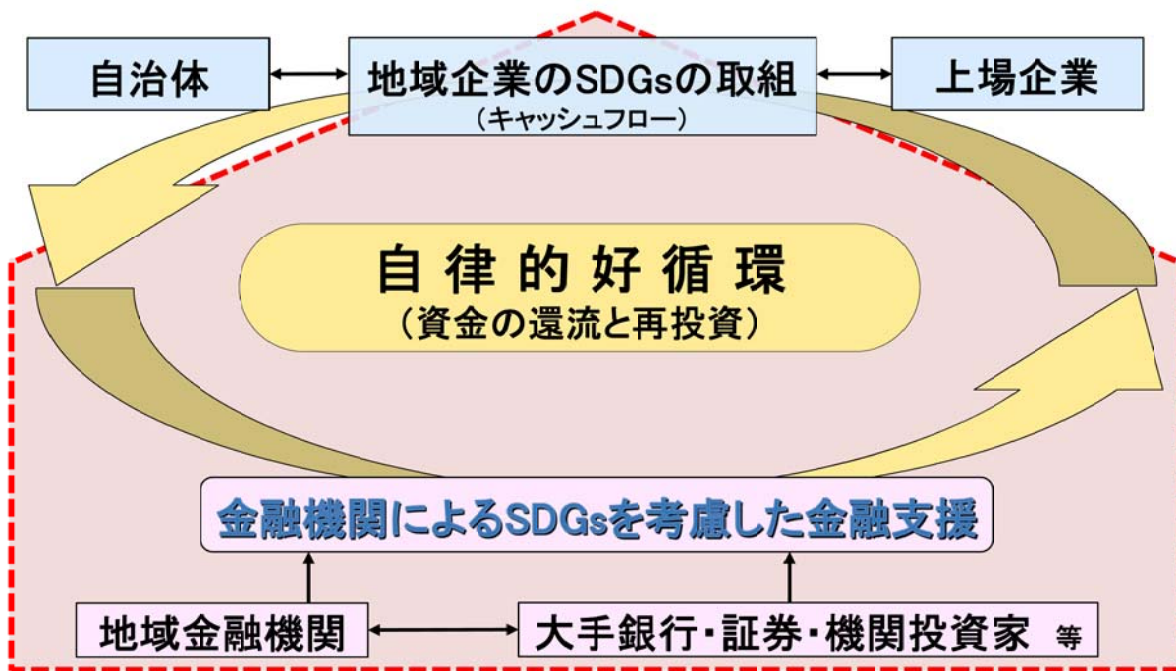 自治体
地域企業のSDGsの取組
(キャッシュフロー)
上場企業
自律的好循環
(資金の還流と再投資)
金融機関によるSDGsを考慮した金融支援
地域金融機関
大手銀行・証券・機関投資家 等